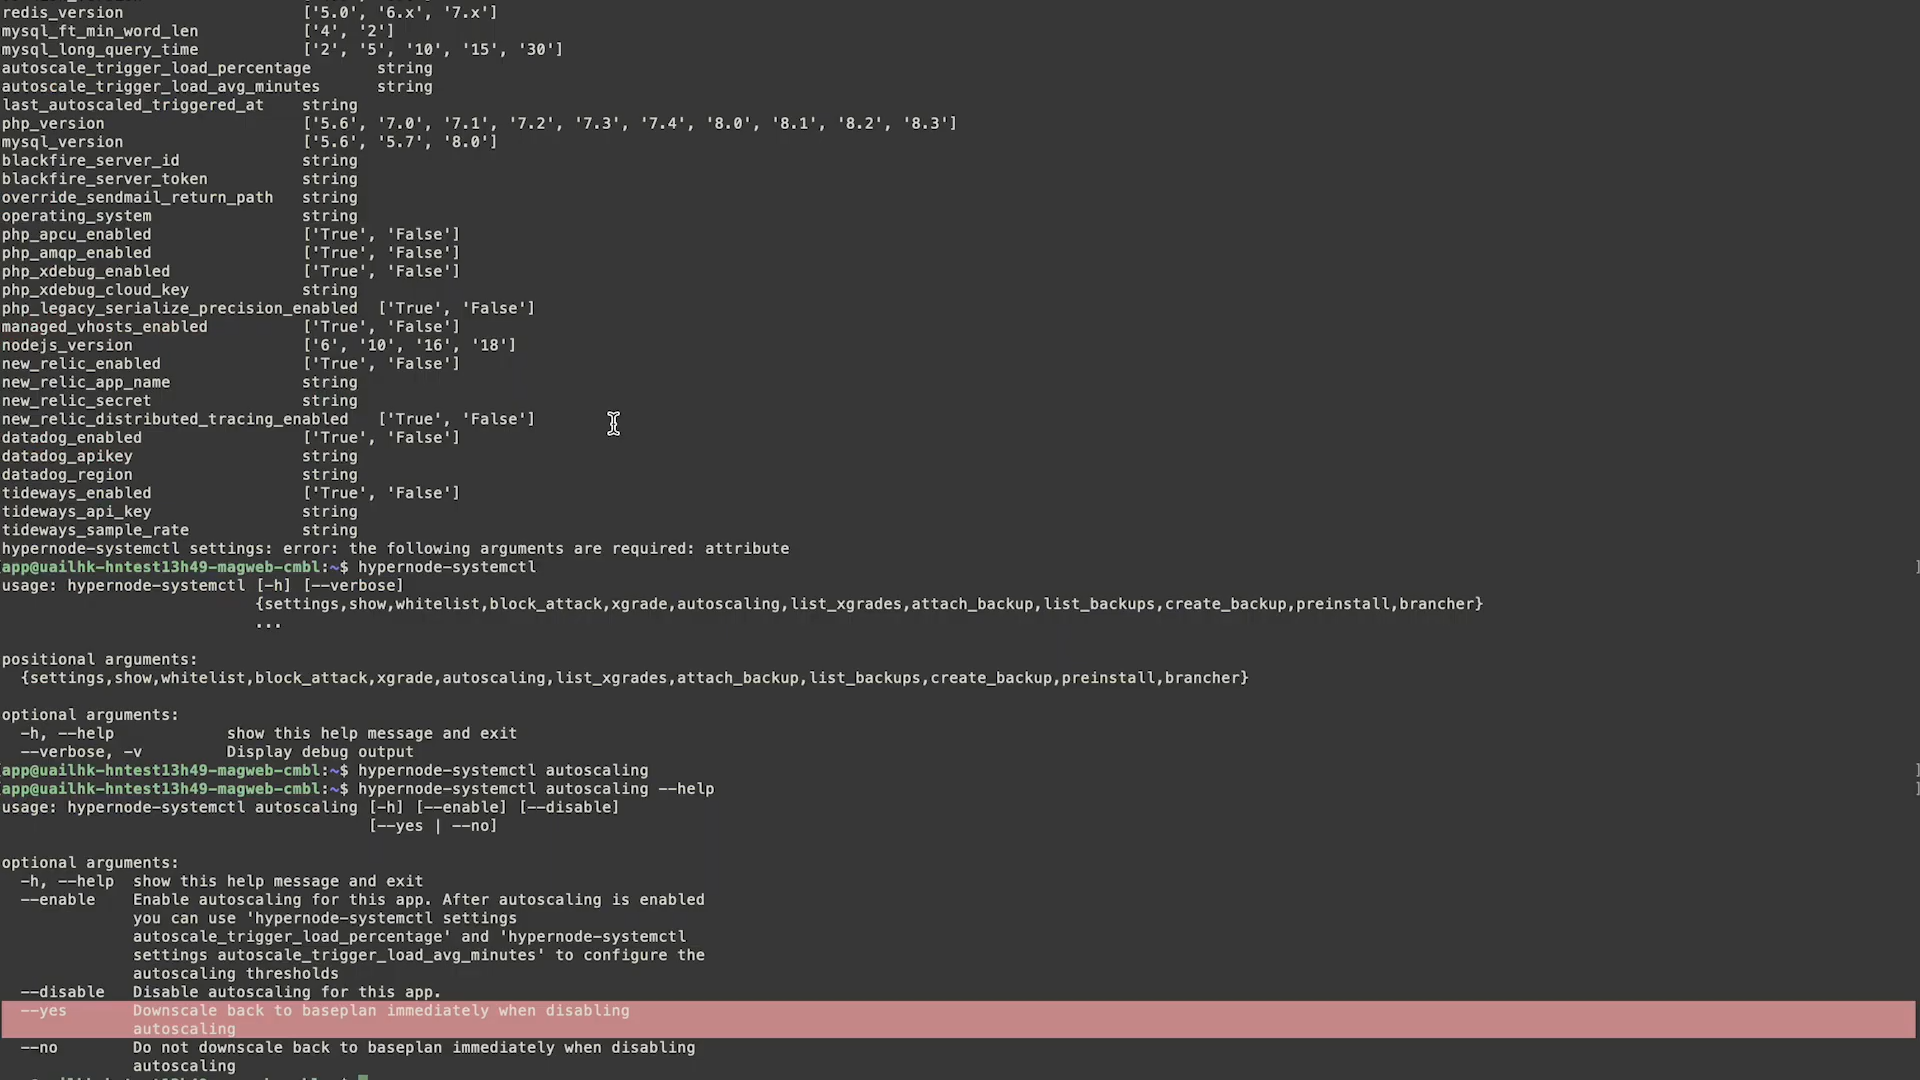 redis_version ['5.0', '6.x', '7.x']
mysql_ft_min_word_len ['4', '2']
mysql_long_query_time ['2', '5', '10', '15', '30']
autoscale_trigger_load_percentage string
autoscale_trigger_load_avg_minutes string
last_autoscaled_triggered_at string
php_version ['5.6', '7.0', '7.1', '7.2', '7.3', '7.4', '8.0', '8.1', '8.2', '8.3']
mysql_version ['5.6', '5.7', '8.0']
blackfire_server_id string
blackfire_server_token string
override_sendmail_return_path string
operating_system string
php_apcu_enabled ['True', 'False']
php_amqp_enabled ['True', 'False']
php_xdebug_enabled ['True', 'False']
php_xdebug_cloud_key string
php_legacy_serialize_precision_enabled ['True', 'False']
managed_vhosts_enabled ['True', 'False']
nodejs_version ['6', '10', '16', '18']
new_relic_enabled ['True', 'False']
new_relic_app_name string
new_relic_secret string
new_relic_distributed_tracing_enabled ['True', 'False']
datadog_enabled ['True', 'False']
datadog_apikey string
datadog_region string
tideways_enabled ['True', 'False']
tideways_api_key string
tideways_sample_rate string
hypernode-systemctl settings: error: the following arguments are required: attribute
[app@uailhk-hntest13h49-magweb-cmbl:~$ hypernode-systemctl ]
usage: hypernode-systemctl [-h] [--verbose]
{settings,show,whitelist,block_attack,xgrade,autoscaling,list_xgrades,attach_backup,list_backups,create_backup,preinstall,brancher}
...
positional arguments:
{settings,show,whitelist,block_attack,xgrade,autoscaling,list_xgrades,attach_backup,list_backups,create_backup,preinstall,brancher}
optional arguments:
-h, --help show this help message and exit
--verbose, -v Display debug output
[app@uailhk-hntest13h49-magweb-cmbl:~$ hypernode-systemctl autoscaling ]
[app@uailhk-hntest13h49-magweb-cmbl:~$ hypernode-systemctl autoscaling --help ]
usage: hypernode-systemctl autoscaling [-h] [--enable] [--disable]
[--yes | --no]
optional arguments:
-h, --help show this help message and exit
--enable Enable autoscaling for this app. After autoscaling is enabled
you can use 'hypernode-systemctl settings
autoscale_trigger_load_percentage' and 'hypernode-systemctl
settings autoscale_trigger_load_avg_minutes' to configure the
autoscaling thresholds
--disable Disable autoscaling for this app.
--yes Downscale back to baseplan immediately when disabling
autoscaling
--no Do not downscale back to baseplan immediately when disabling
autoscaling